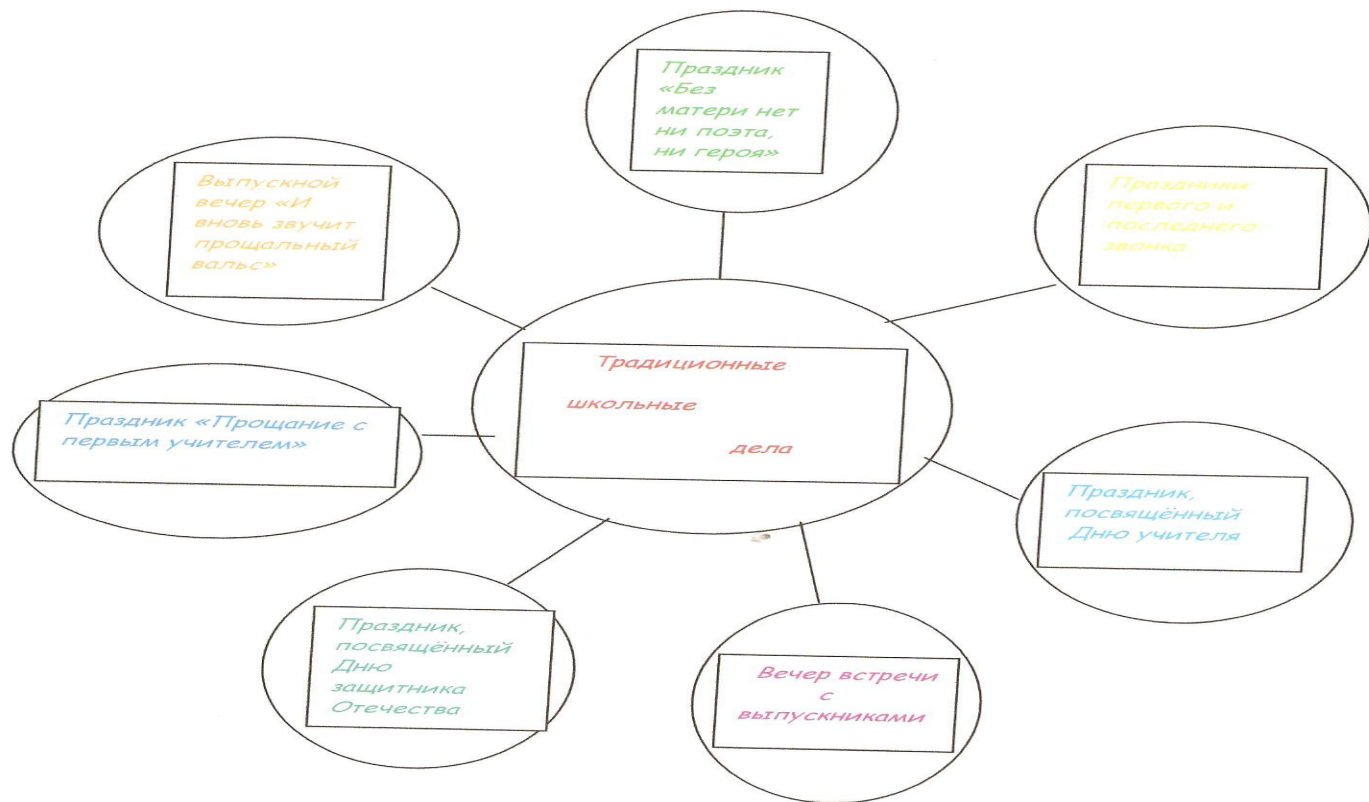 Праздник
«Без
матери нет
ни поэта,
ни героя»
Выпускной
вечер «И
вновь звучит
прощальный
вальс»
Праздники
первого и
последнего
звонка
Традиционные
школьные
дела
Праздник «Прощание с
первым учителем»
Праздник,
посвящённый
Дню учителя
Праздник,
посвящённый
Дню
защитника
Отечества
Вечер встречи
с
выпускниками